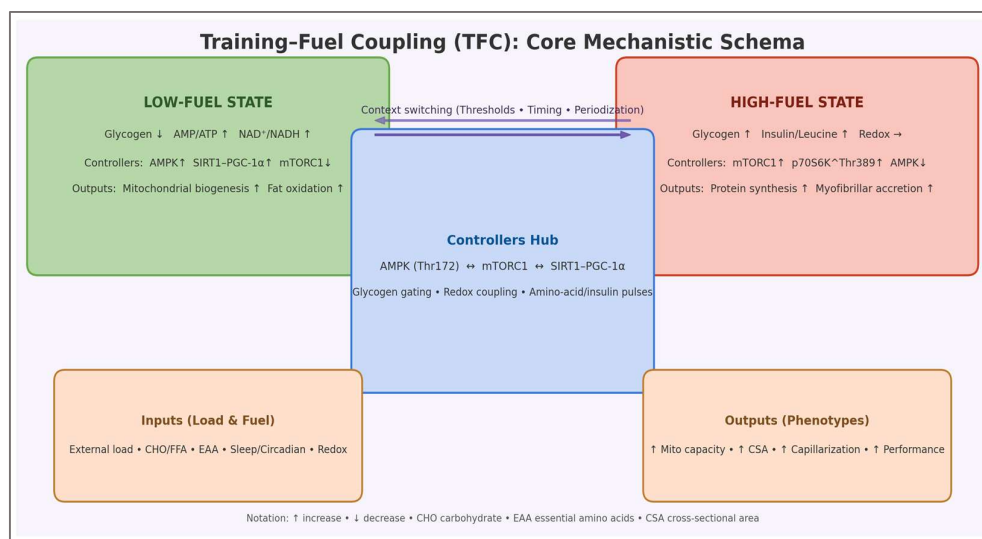 Training–Fuel Coupling (TFC): Core Mechanistic Schema
LOW-FUEL STATE
Glycogen ↓ AMP/ATP ↑ NAD⁺/NADH ↑
Controllers: AMPK↑ SIRT1–PGC-1α↑ mTORC1↓
Outputs: Mitochondrial biogenesis ↑ Fat oxidation ↑
Context switching (Thresholds • Timing • Periodization)
HIGH-FUEL STATE
Glycogen ↑ Insulin/Leucine ↑ Redox →
Controllers: mTORC1↑ p70S6K^Thr389↑ AMPK↓
Outputs: Protein synthesis ↑ Myofibrillar accretion ↑
Controllers Hub
AMPK (Thr172) ↔ mTORC1 ↔ SIRT1–PGC-1α
Glycogen gating • Redox coupling • Amino-acid/insulin pulses
Inputs (Load & Fuel)
External load • CHO/FFA • EAA • Sleep/Circadian • Redox
Outputs (Phenotypes)
↑ Mito capacity • ↑ CSA • ↑ Capillarization • ↑ Performance
Notation: ↑ increase • ↓ decrease • CHO carbohydrate • EAA essential amino acids • CSA cross-sectional area